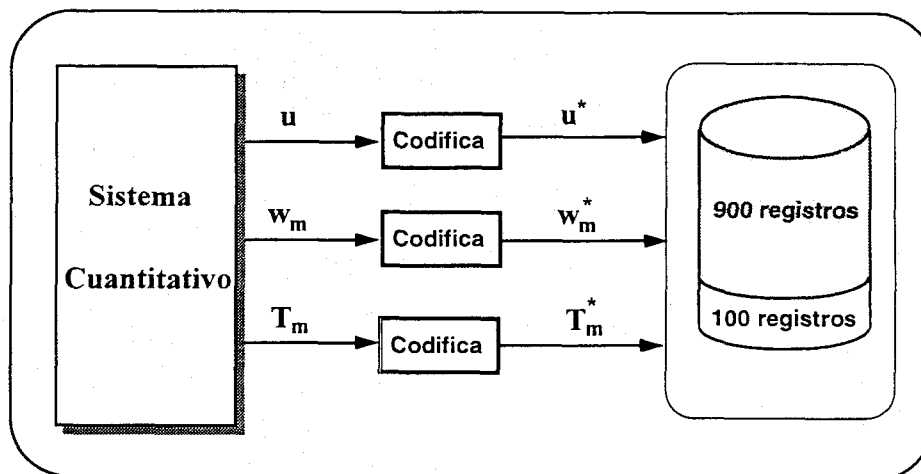 Sistema
Cuantitativo
u
Codifica
u*
w_m
Codifica
w_m*
T_m
Codifica
T_m*
900 registros
100 registros